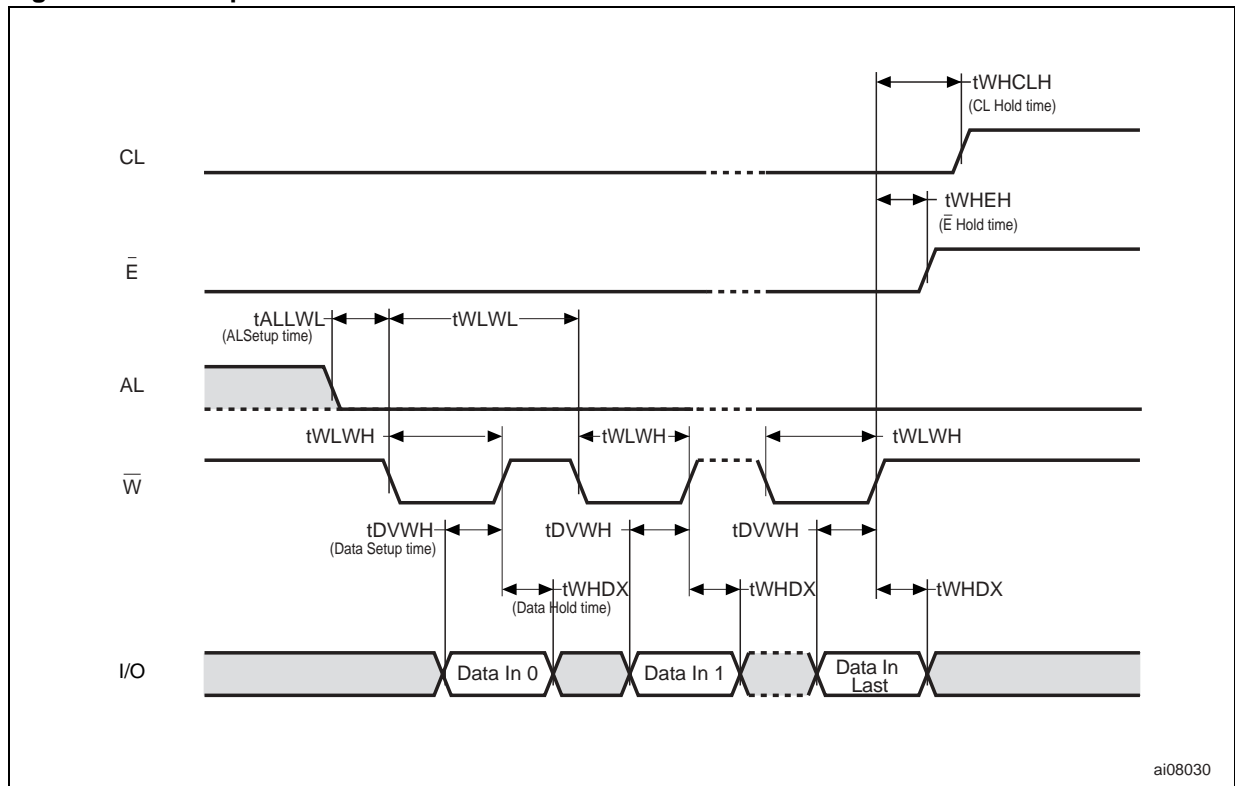 tWHCLH
(CL Hold time)
CL
tWHEH
(E̅ Hold time)
E̅
tALLWL
tWLWL
(ALSetup time)
AL
tWLWH
tWLWH
tWLWH
W̅
tDVWH
tDVWH
tDVWH
(Data Setup time)
tWHDX
tWHDX
tWHDX
(Data Hold time)
I/O
Data In 0
Data In 1
Data In
Last
ai08030